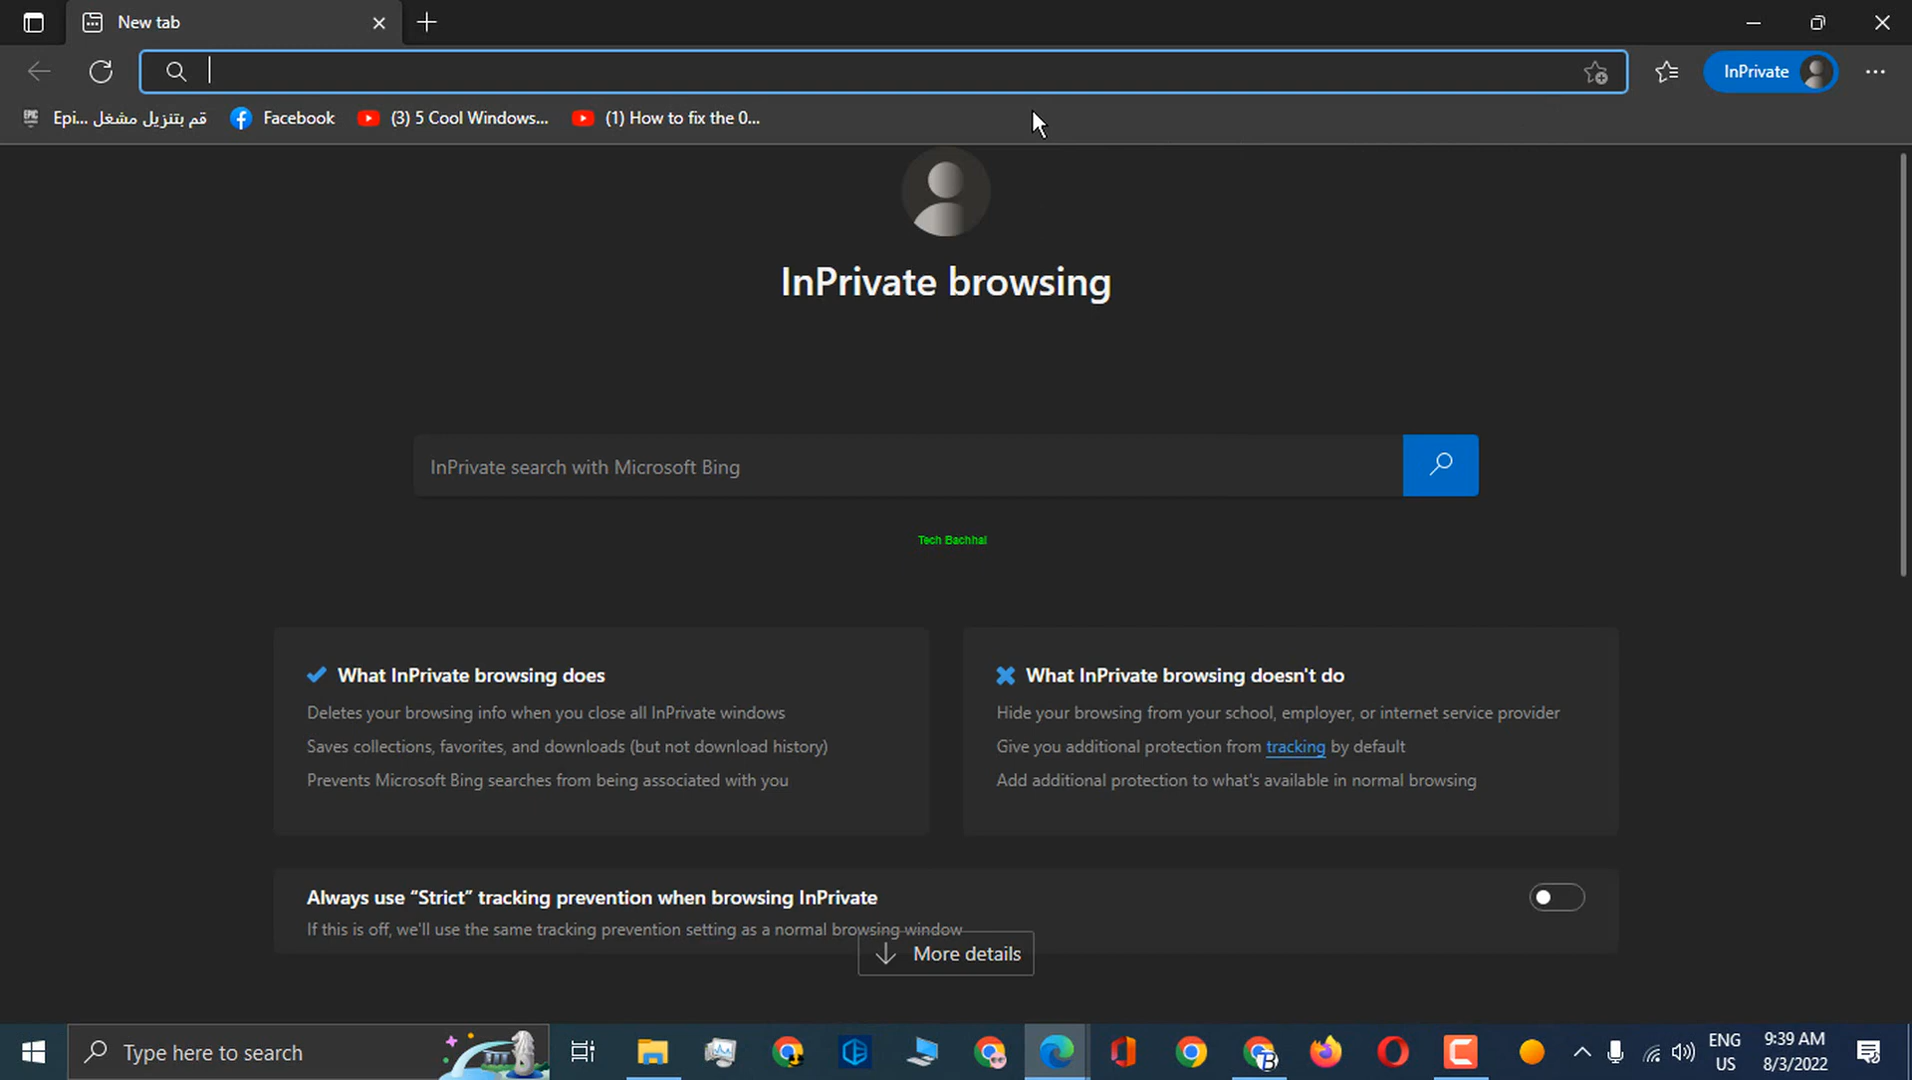 New tab
InPrivate
Epi... قم بتنزيل مشغل
Facebook
(3) 5 Cool Windows...
(1) How to fix the 0...
InPrivate browsing
InPrivate search with Microsoft Bing
Tech Bachhal
What InPrivate browsing does
Deletes your browsing info when you close all InPrivate windows
Saves collections, favorites, and downloads (but not download history)
Prevents Microsoft Bing searches from being associated with you
What InPrivate browsing doesn't do
Hide your browsing from your school, employer, or internet service provider
Give you additional protection from tracking by default
Add additional protection to what's available in normal browsing
Always use “Strict” tracking prevention when browsing InPrivate
If this is off, we'll use the same tracking prevention setting as a normal browsing window
More details
Type here to search
ENG
US
9:39 AM
8/3/2022